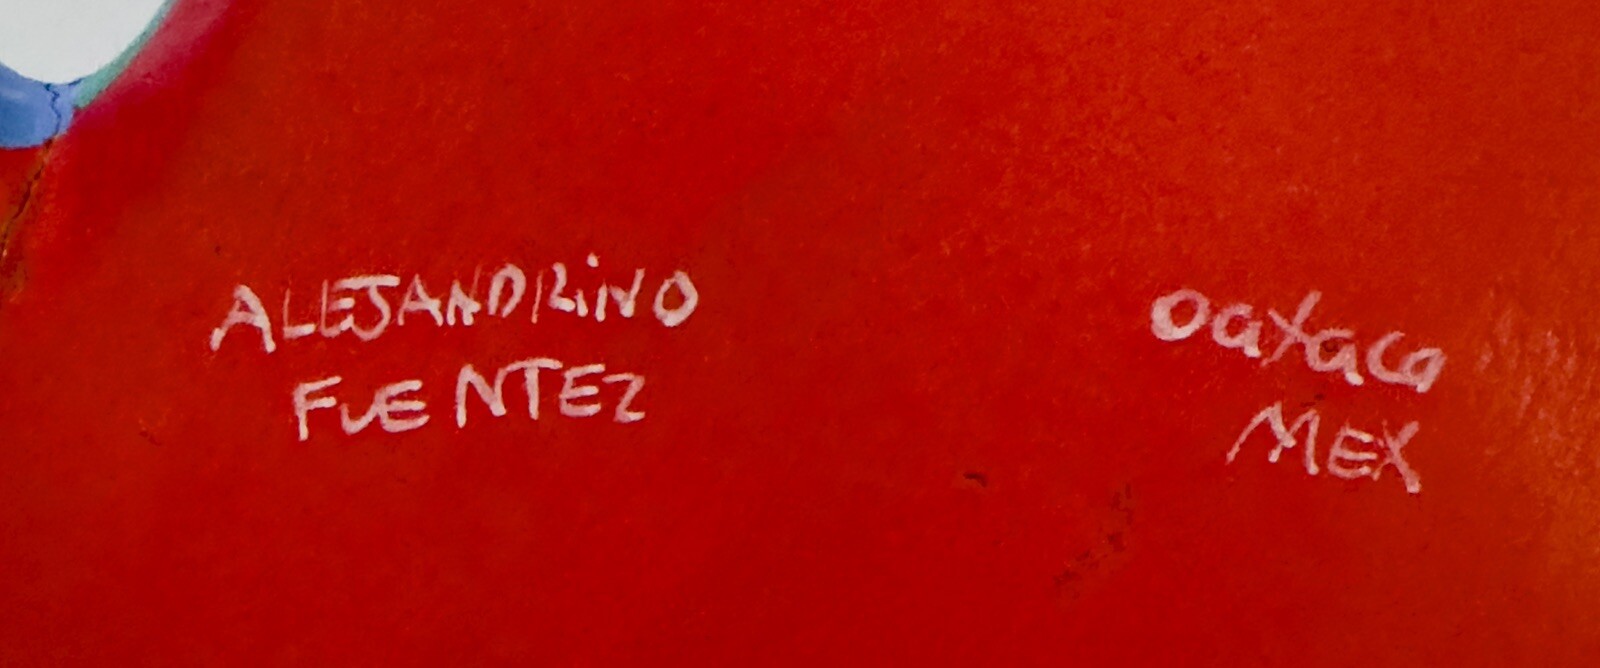 ALEJANDRiNO
FUENTEZ
oaxaca
MEX